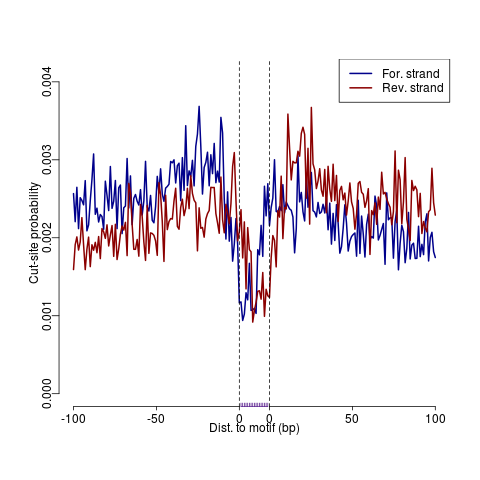 For. strand
Rev. strand
Cut-site probability
0.004
0.003
0.002
0.001
0.000
-100
-50
0
0
50
100
Dist. to motif (bp)